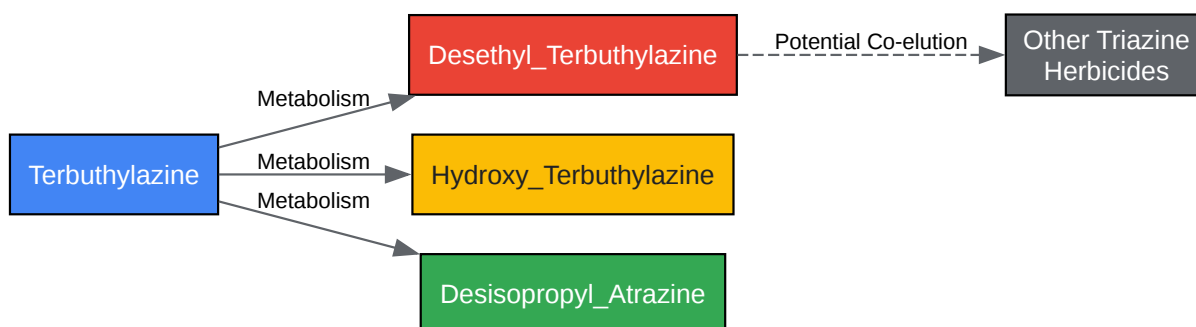 Terbuthylazine
Metabolism
Metabolism
Metabolism
Desethyl_Terbuthylazine
Hydroxy_Terbuthylazine
Desisopropyl_Atrazine
Potential Co-elution
Other Triazine
Herbicides